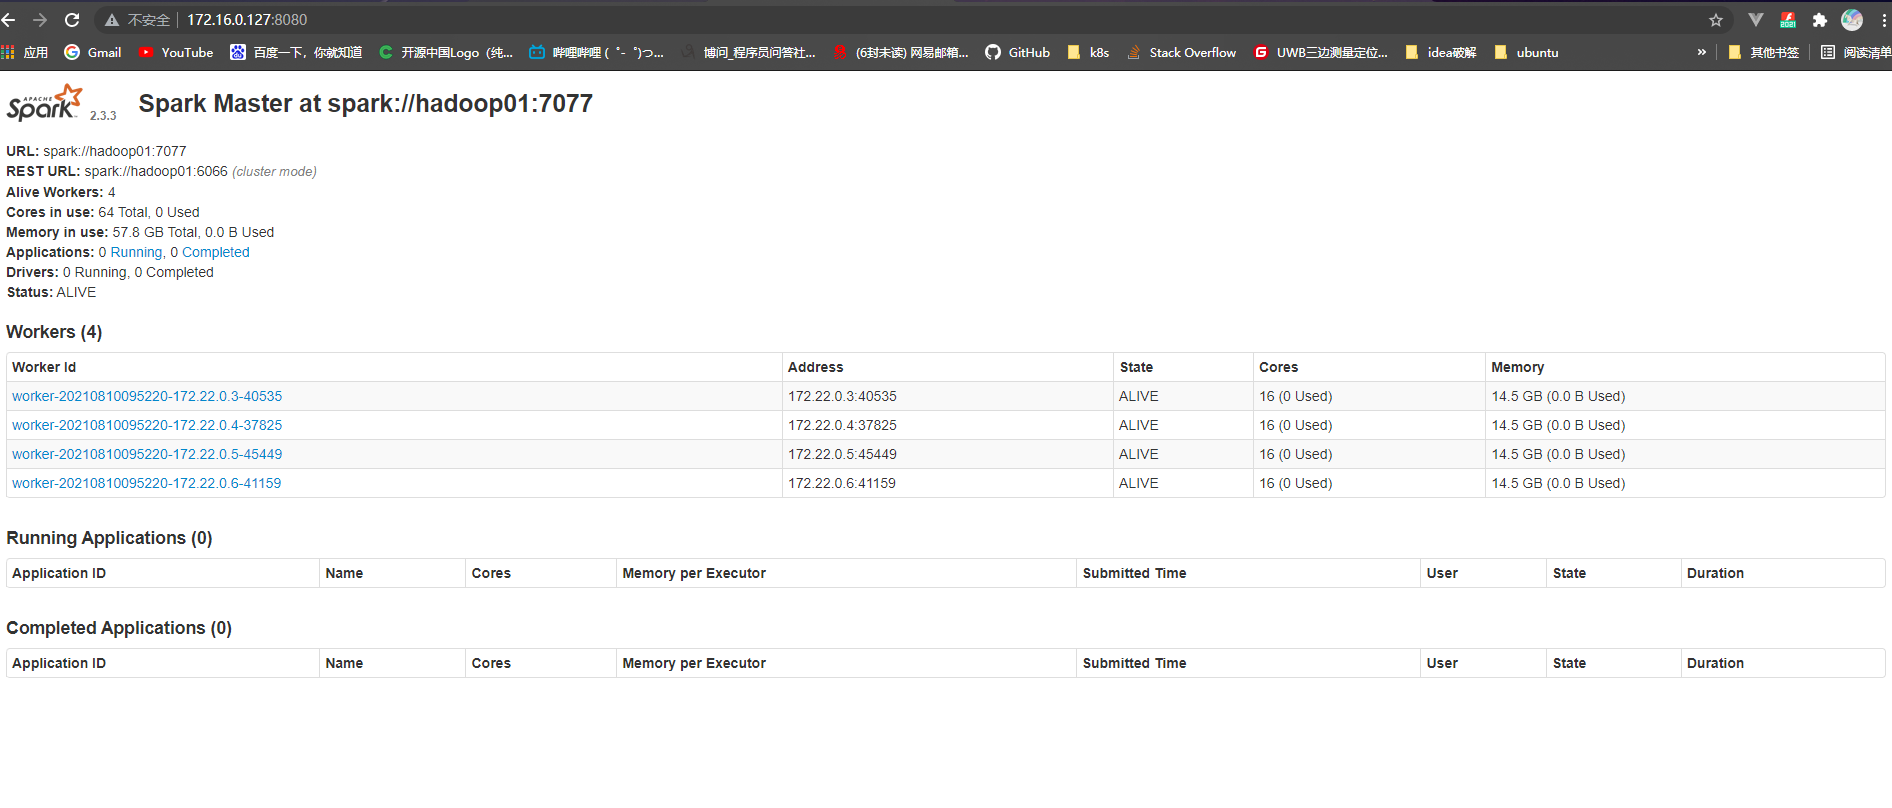 不安全 172.16.0.127:8080
应用 Gmail YouTube 百度一下，你就知道 开源中国Logo（纯... 哔哩哔哩 (゜-゜)つ... 博问_程序员问答社... (6封未读) 网易邮箱... GitHub k8s Stack Overflow UWB三边测量定位... idea破解 ubuntu » 其他书签 阅读清单
APACHE Spark 2.3.3 Spark Master at spark://hadoop01:7077
URL: spark://hadoop01:7077
REST URL: spark://hadoop01:6066 (cluster mode)
Alive Workers: 4
Cores in use: 64 Total, 0 Used
Memory in use: 57.8 GB Total, 0.0 B Used
Applications: 0 Running, 0 Completed
Drivers: 0 Running, 0 Completed
Status: ALIVE
Workers (4)
Worker Id Address State Cores Memory
worker-20210810095220-172.22.0.3-40535 172.22.0.3:40535 ALIVE 16 (0 Used) 14.5 GB (0.0 B Used)
worker-20210810095220-172.22.0.4-37825 172.22.0.4:37825 ALIVE 16 (0 Used) 14.5 GB (0.0 B Used)
worker-20210810095220-172.22.0.5-45449 172.22.0.5:45449 ALIVE 16 (0 Used) 14.5 GB (0.0 B Used)
worker-20210810095220-172.22.0.6-41159 172.22.0.6:41159 ALIVE 16 (0 Used) 14.5 GB (0.0 B Used)
Running Applications (0)
Application ID Name Cores Memory per Executor Submitted Time User State Duration
Completed Applications (0)
Application ID Name Cores Memory per Executor Submitted Time User State Duration